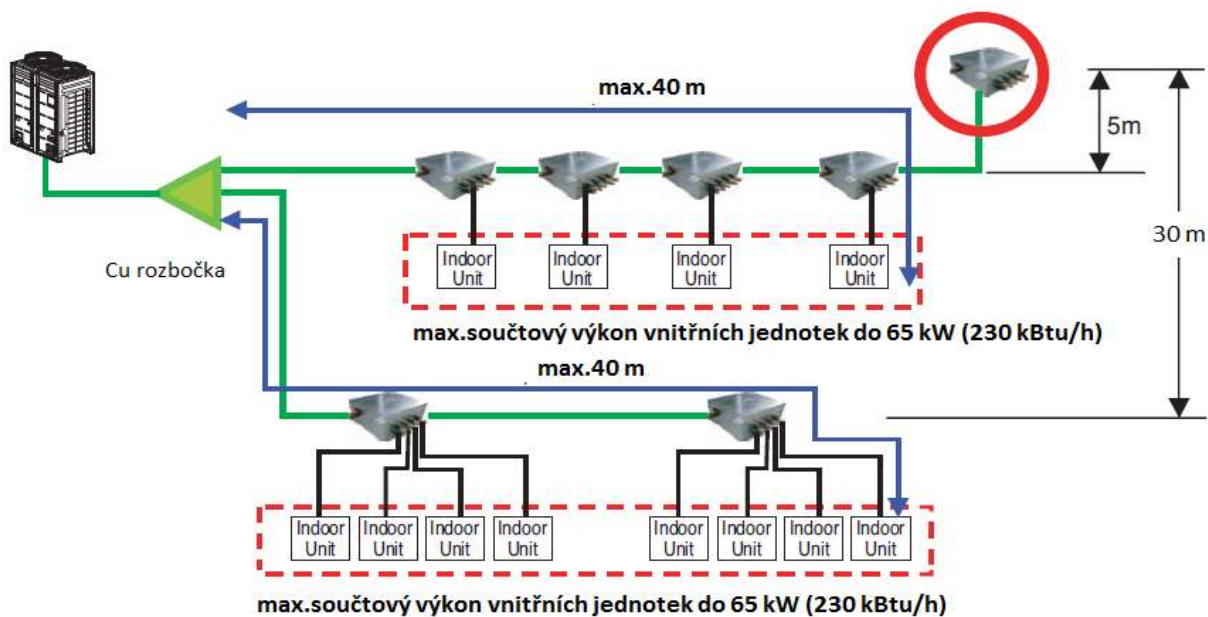 max.40 m
5m
30 m
Cu rozbočka
Indoor
Unit
Indoor
Unit
Indoor
Unit
Indoor
Unit
max.součtový výkon vnitřních jednotek do 65 kW (230 kBtu/h)
max.40 m
Indoor
Unit
Indoor
Unit
Indoor
Unit
Indoor
Unit
Indoor
Unit
Indoor
Unit
Indoor
Unit
Indoor
Unit
max.součtový výkon vnitřních jednotek do 65 kW (230 kBtu/h)